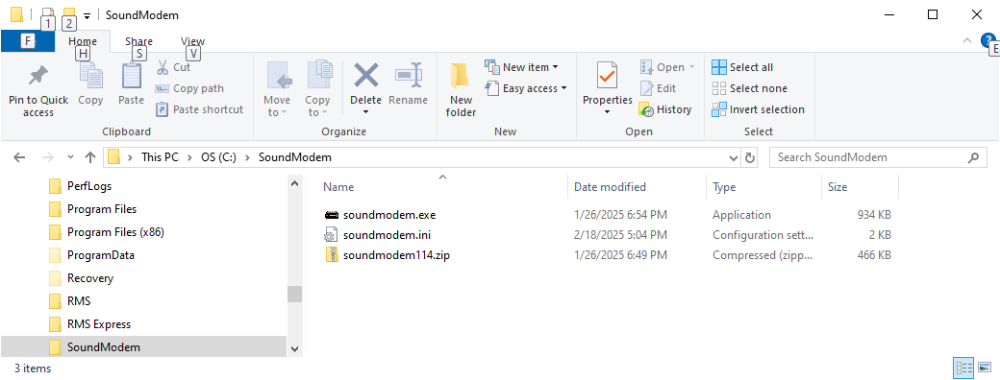 SoundModem
1 2
F Home Share View
H S V E
Pin to Quick access
Copy
Paste
Cut
Copy path
Paste shortcut
Clipboard
Move to
Copy to
Delete
Rename
Organize
New folder
New item
Easy access
New
Properties
Open
Edit
History
Open
Select all
Select none
Invert selection
Select
This PC > OS (C:) > SoundModem
Search SoundModem
PerfLogs
Program Files
Program Files (x86)
ProgramData
Recovery
RMS
RMS Express
SoundModem
Name Date modified Type Size
soundmodem.exe 1/26/2025 6:54 PM Application 934 KB
soundmodem.ini 2/18/2025 5:04 PM Configuration sett... 2 KB
soundmodem114.zip 1/26/2025 6:49 PM Compressed (zipp... 466 KB
3 items